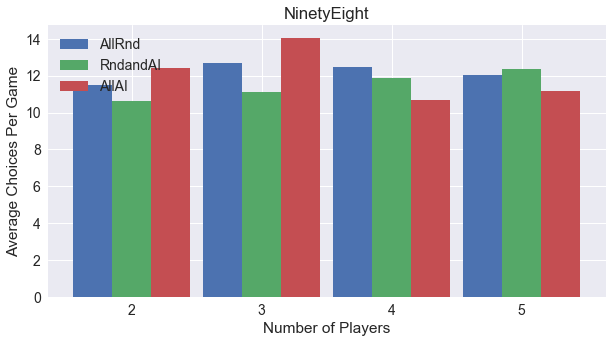 NinetyEight
Average Choices Per Game
14
12
10
8
6
4
2
0
AllRnd
RndandAI
AllAI
2 3 4 5
Number of Players